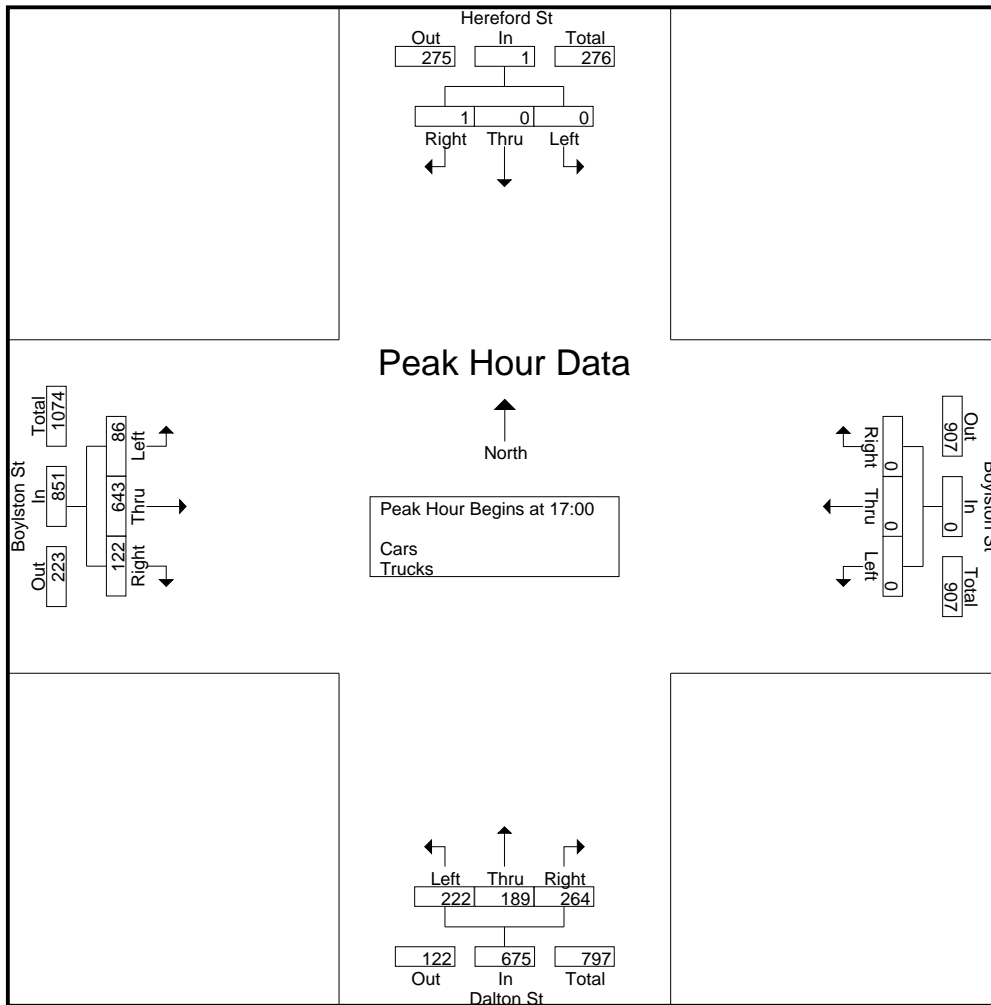 Hereford St
Out In Total
275 1 276
1 0 0
Right Thru Left
Peak Hour Data
North
Peak Hour Begins at 17:00
Cars
Trucks
Boylston St
Total In Out
1074 851 223
86 643 122
Left Thru Right
Boylston St
Out In Total
907 0 907
0 0 0
Right Thru Left
Left Thru Right
222 189 264
122 675 797
Out In Total
Dalton St